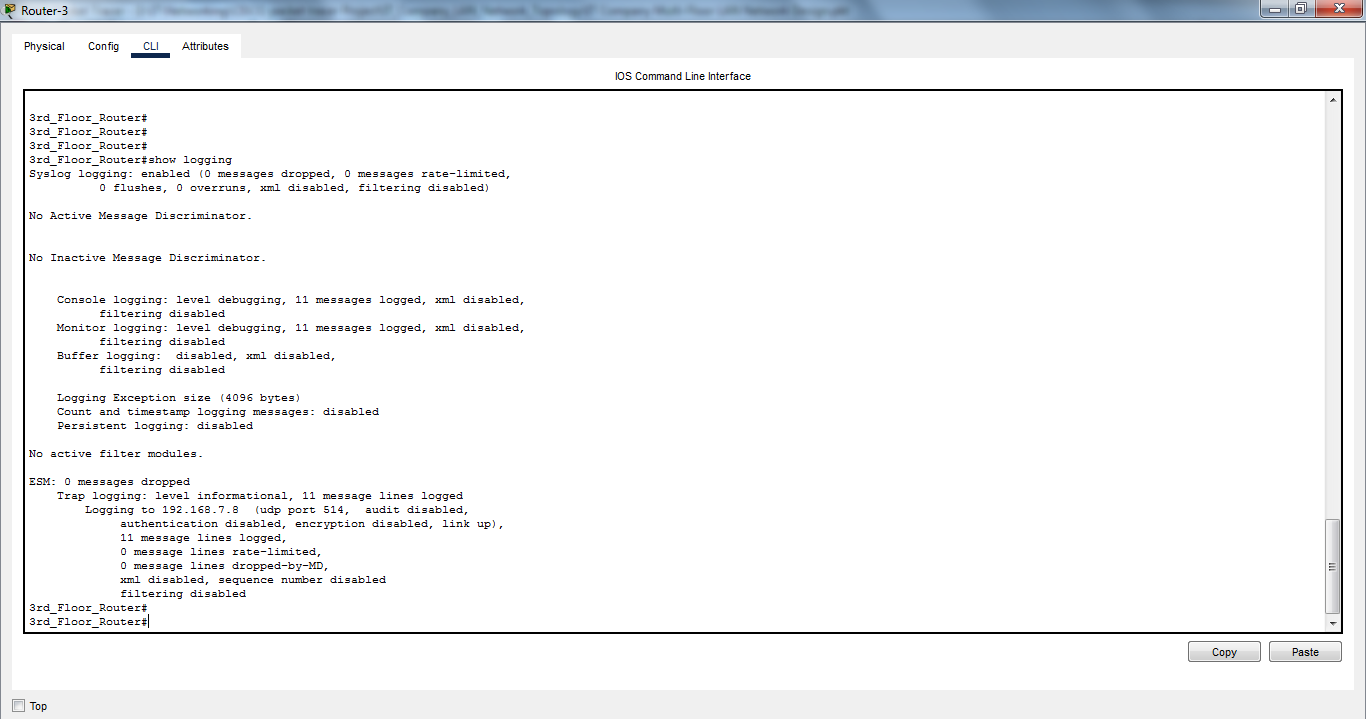 Router-3
Physical Config CLI Attributes
IOS Command Line Interface
3rd_Floor_Router#
3rd_Floor_Router#
3rd_Floor_Router#
3rd_Floor_Router#show logging
Syslog logging: enabled (0 messages dropped, 0 messages rate-limited,
0 flushes, 0 overruns, xml disabled, filtering disabled)
No Active Message Discriminator.
No Inactive Message Discriminator.
Console logging: level debugging, 11 messages logged, xml disabled,
filtering disabled
Monitor logging: level debugging, 11 messages logged, xml disabled,
filtering disabled
Buffer logging:  disabled, xml disabled,
filtering disabled
Logging Exception size (4096 bytes)
Count and timestamp logging messages: disabled
Persistent logging: disabled
No active filter modules.
ESM: 0 messages dropped
Trap logging: level informational, 11 message lines logged
Logging to 192.168.7.8  (udp port 514,  audit disabled,
authentication disabled, encryption disabled, link up),
11 message lines logged,
0 message lines rate-limited,
0 message lines dropped-by-MD,
xml disabled, sequence number disabled
filtering disabled
3rd_Floor_Router#
3rd_Floor_Router#
Copy Paste
Top